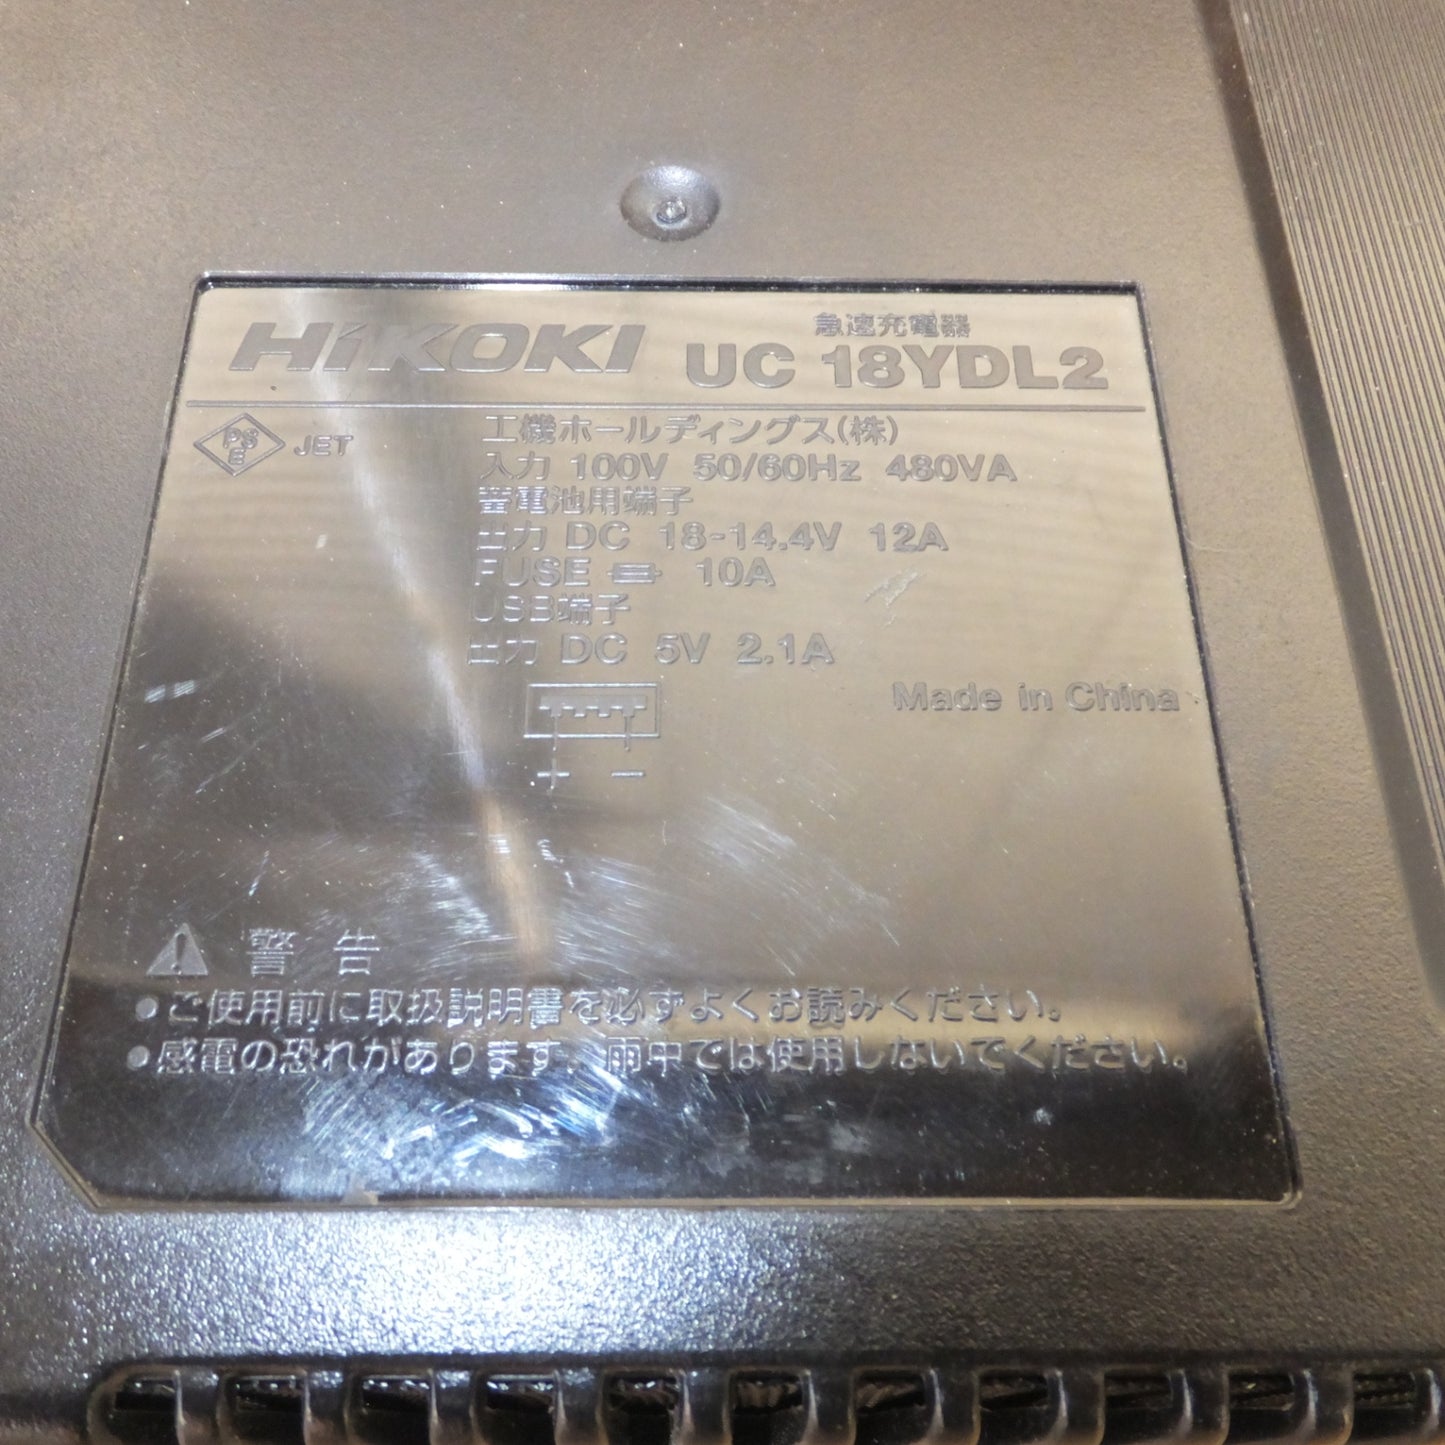 HiKOKI 急速充電器
UC 18YDL2
PSE JET
工機ホールディングス(株)
入力 100V 50/60Hz 480VA
蓄電池用端子
出力 DC 18-14.4V 12A
FUSE 10A
USB端子
出力 DC 5V 2.1A
Made in China
+ −
⚠ 警告
●ご使用前に取扱説明書を必ずよくお読みください。
●感電の恐れがあります。雨中では使用しないでください。